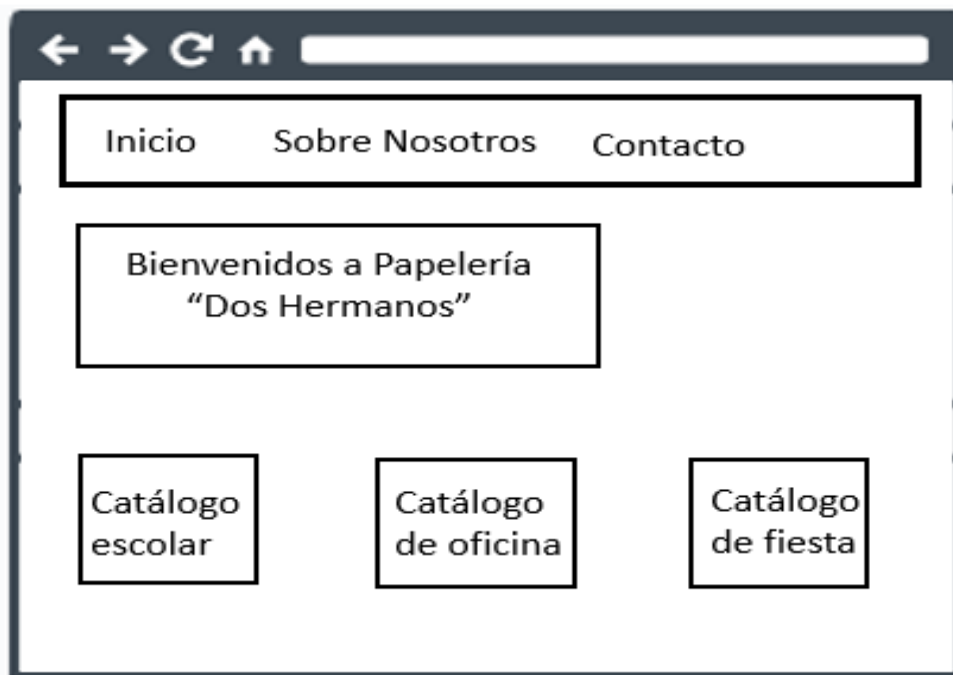 Inicio Sobre Nosotros Contacto
Bienvenidos a Papelería
“Dos Hermanos”
Catálogo
escolar
Catálogo
de oficina
Catálogo
de fiesta